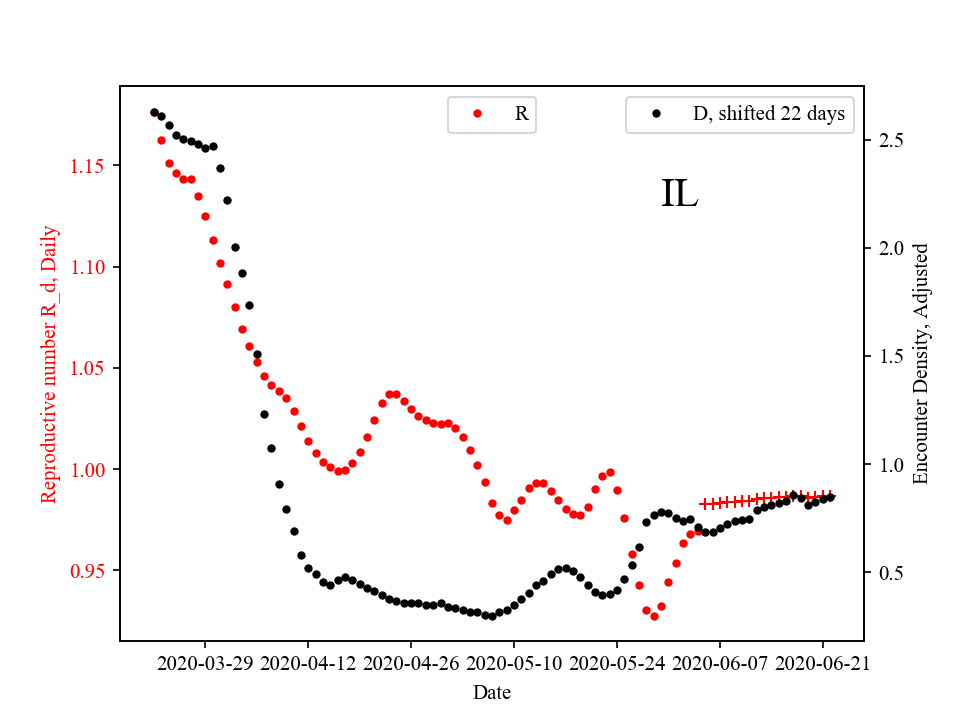 R
D, shifted 22 days
IL
Reproductive number R_d, Daily
1.15
1.10
1.05
1.00
0.95
2.5
2.0
1.5
1.0
0.5
Encounter Density, Adjusted
2020-03-29
2020-04-12
2020-04-26
2020-05-10
2020-05-24
2020-06-07
2020-06-21
Date